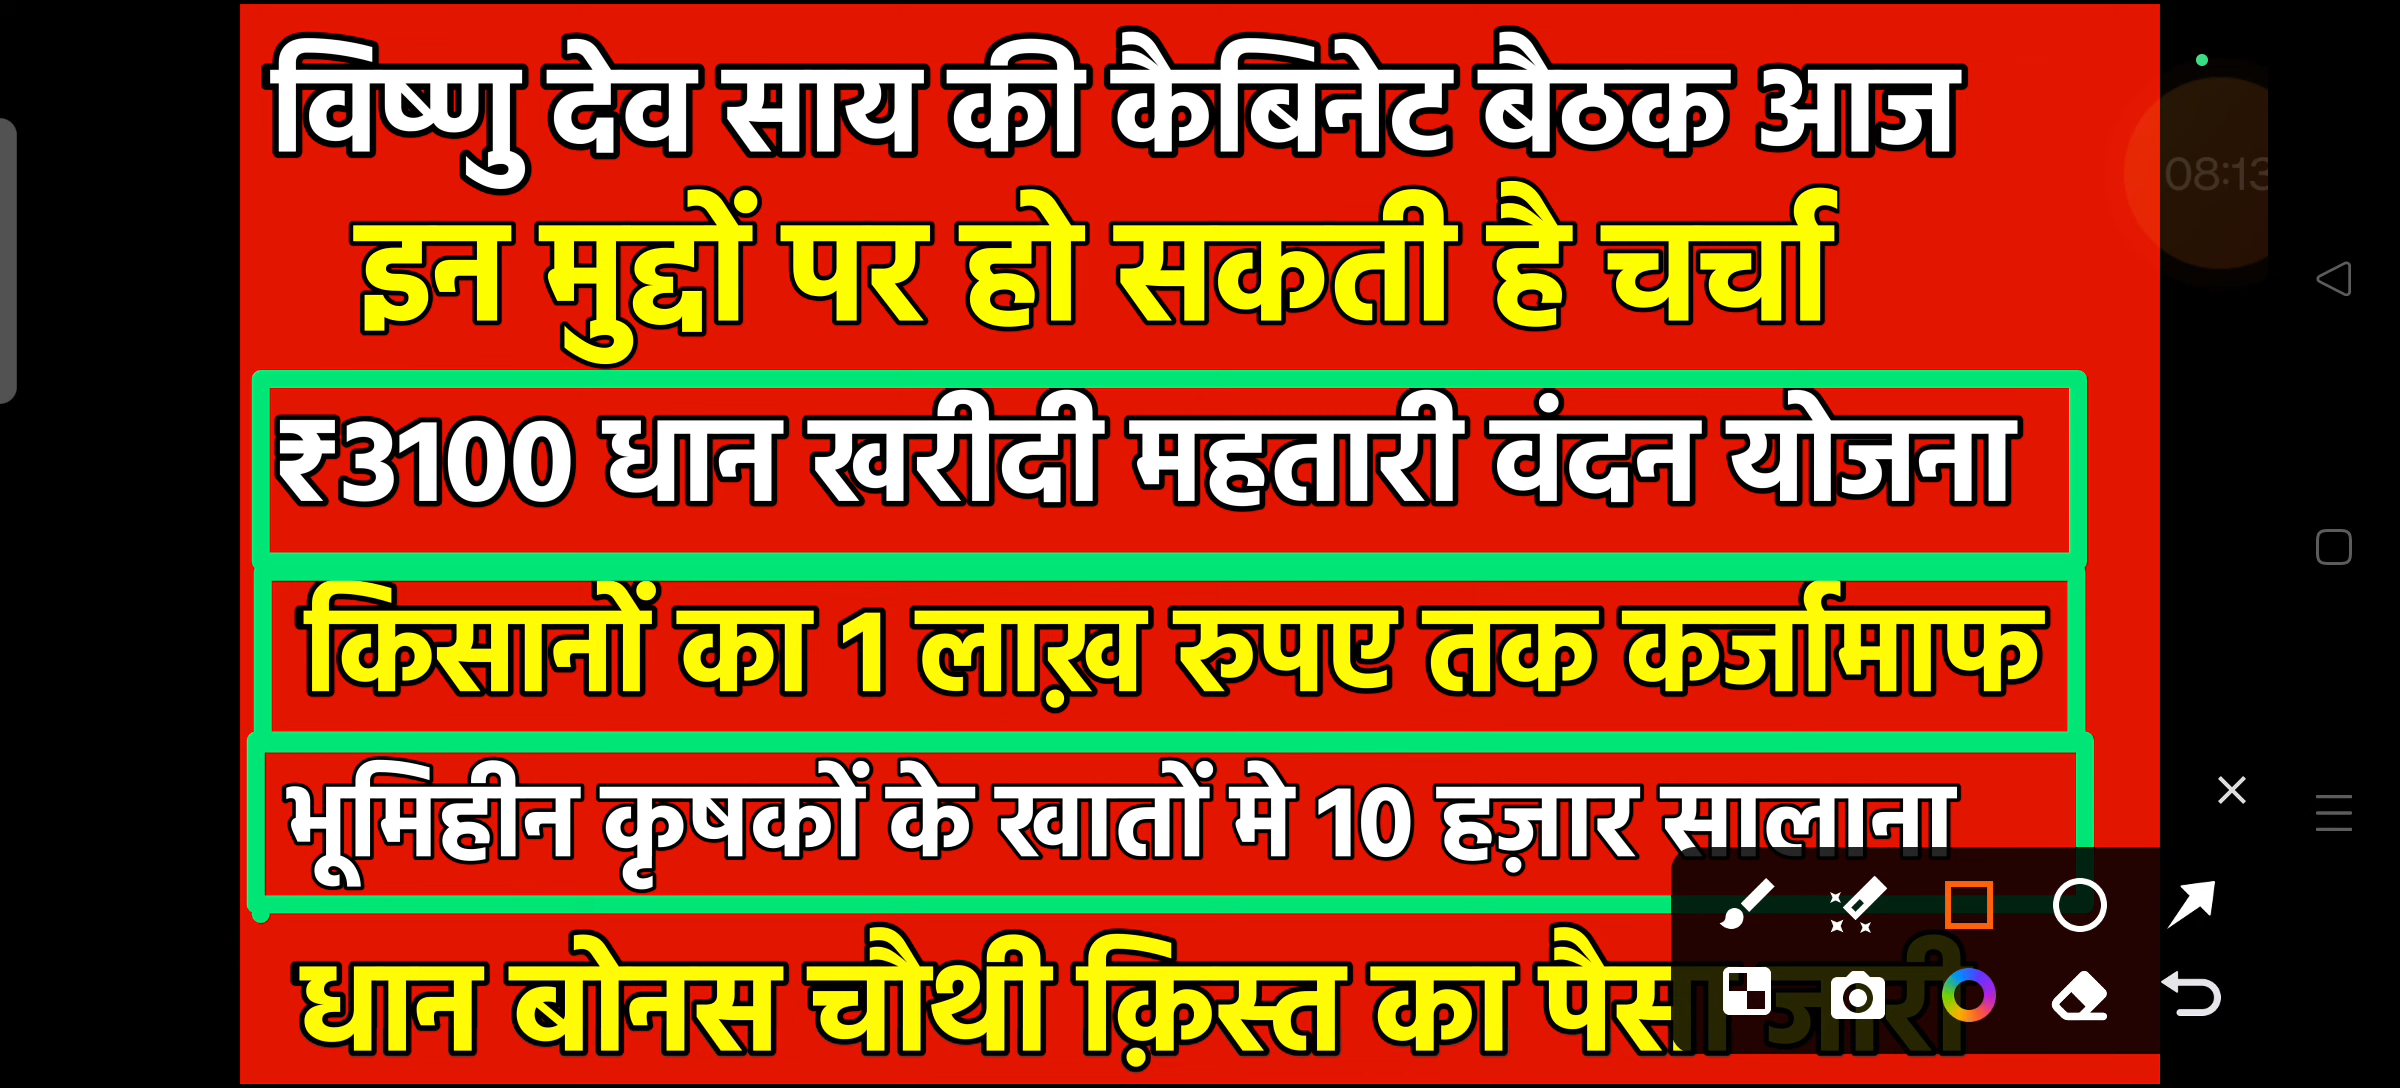 विष्णु देव साय की कैबिनेट बैठक आज
08:13
इन मुद्दों पर हो सकती है चर्चा
₹3100 धान खरीदी महतारी वंदन योजना
किसानों का 1 लाख़ रुपए तक कर्जामाफ
भूमिहीन कृषकों के खातों मे 10 हज़ार सालाना
धान बोनस चौथी क़िस्त का पैसा जारी